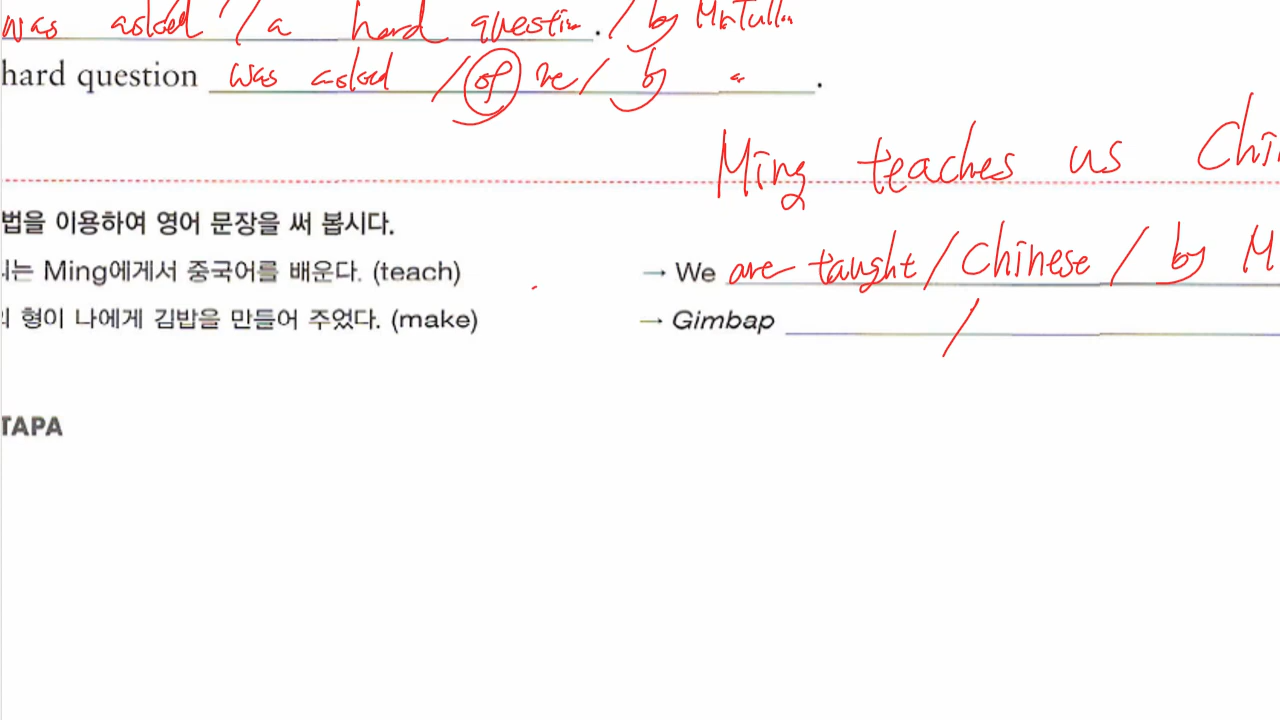 was asked / a hard question. / by Mr Tull
hard question was asked / of me / by 〃 .
Ming teaches us Chi
법을 이용하여 영어 문장을 써 봅시다.
는 Ming에게서 중국어를 배운다. (teach) → We are taught / Chinese / by M
형이 나에게 김밥을 만들어 주었다. (make) → Gimbap /
TAPA